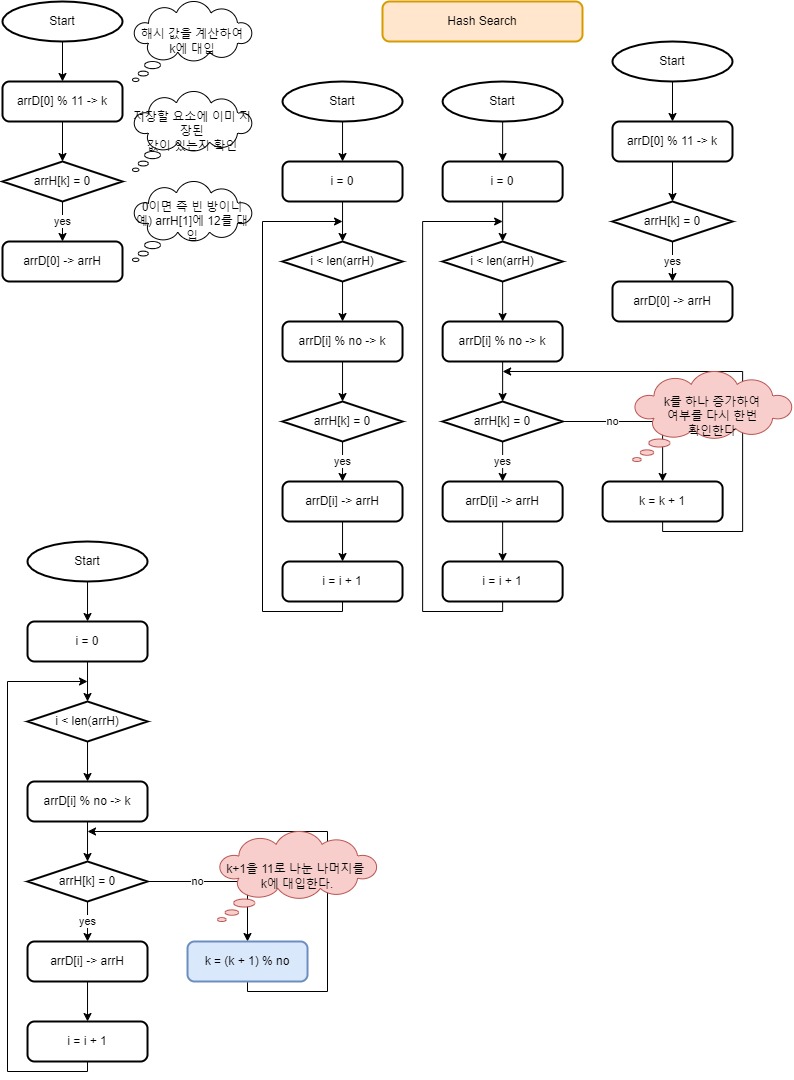 Hash Search
Start
해시 값을 계산하여
k에 대입
arrD[0] % 11 -> k
저장할 요소에 이미 저
장된
값이 있는지 확인
arrH[k] = 0
0이면 즉 빈 방이니
예) arrH[1]에 12를 대
입
yes
arrD[0] -> arrH
Start
i = 0
i < len(arrH)
arrD[i] % no -> k
arrH[k] = 0
yes
arrD[i] -> arrH
i = i + 1
Start
i = 0
i < len(arrH)
arrD[i] % no -> k
arrH[k] = 0
no
k를 하나 증가하여
여부를 다시 한번
확인한다
yes
arrD[i] -> arrH
k = k + 1
i = i + 1
Start
arrD[0] % 11 -> k
arrH[k] = 0
yes
arrD[0] -> arrH
Start
i = 0
i < len(arrH)
arrD[i] % no -> k
arrH[k] = 0
no
k+1을 11로 나눈 나머지를
k에 대입한다.
yes
arrD[i] -> arrH
k = (k + 1) % no
i = i + 1